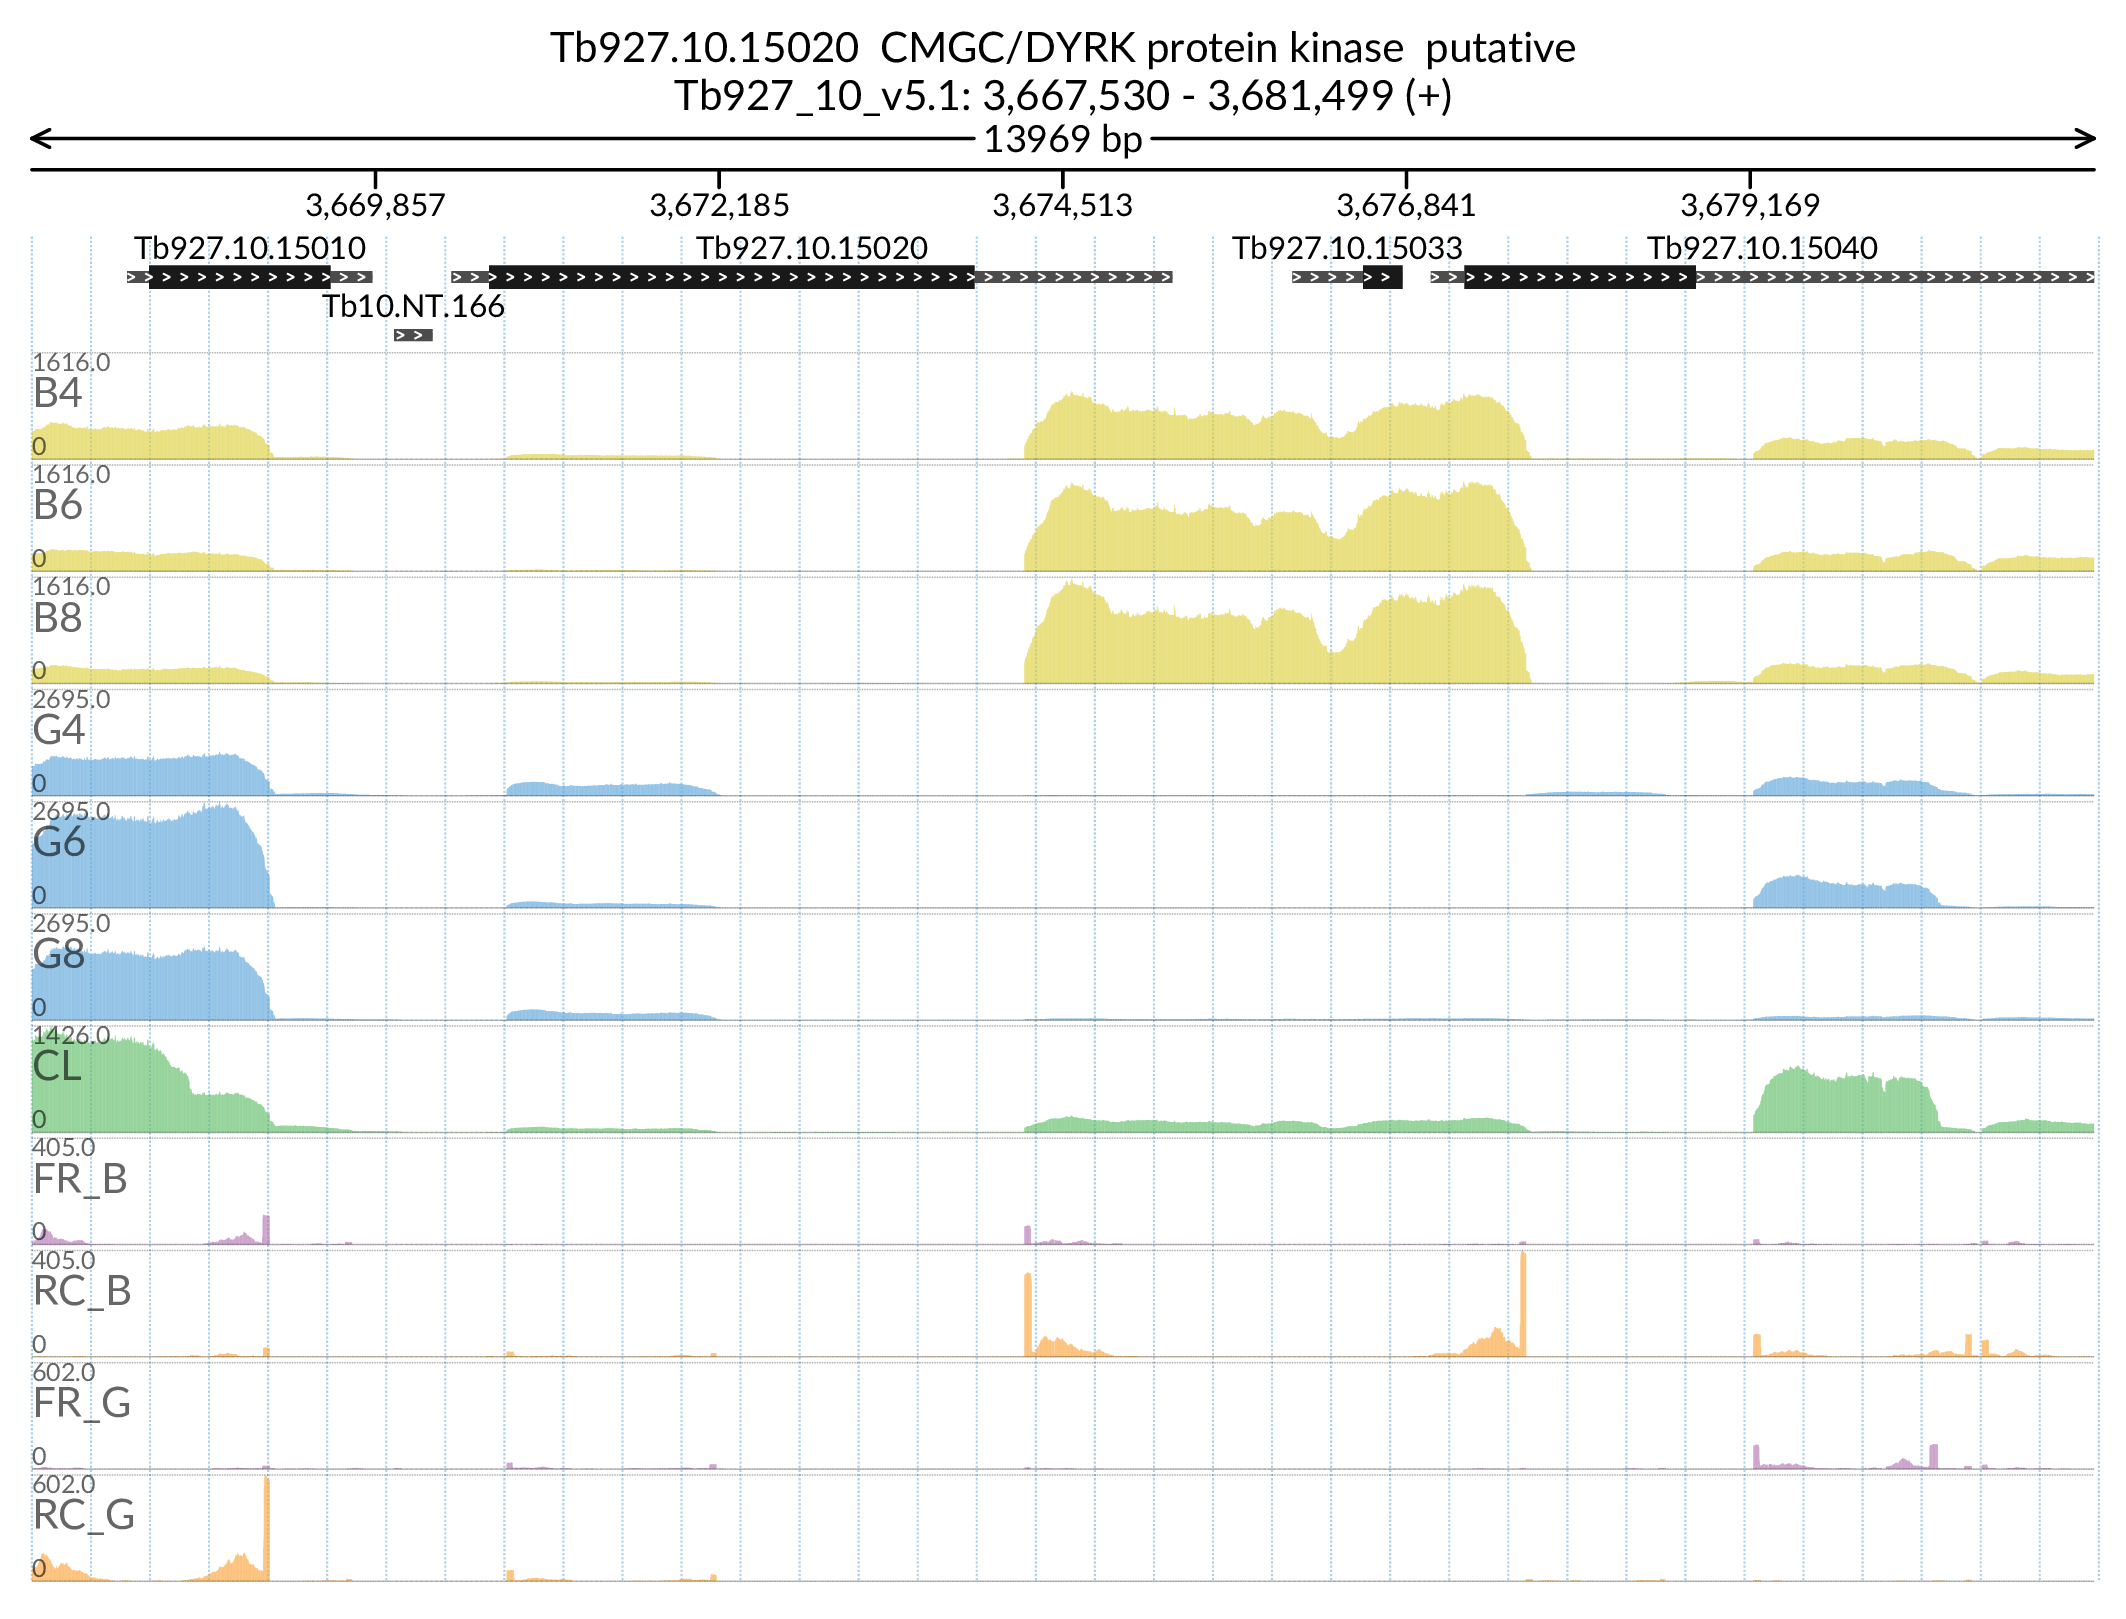 Tb927.10.15020  CMGC/DYRK protein kinase  putative
Tb927_10_v5.1: 3,667,530 - 3,681,499 (+)
13969 bp
3,669,857 3,672,185 3,674,513 3,676,841 3,679,169
Tb927.10.15010 Tb927.10.15020 Tb927.10.15033 Tb927.10.15040
Tb10.NT.166
1616.0
B4
0
1616.0
B6
0
1616.0
B8
0
2695.0
G4
0
2695.0
G6
0
2695.0
G8
0
1426.0
CL
0
405.0
FR_B
0
405.0
RC_B
0
602.0
FR_G
0
602.0
RC_G
0